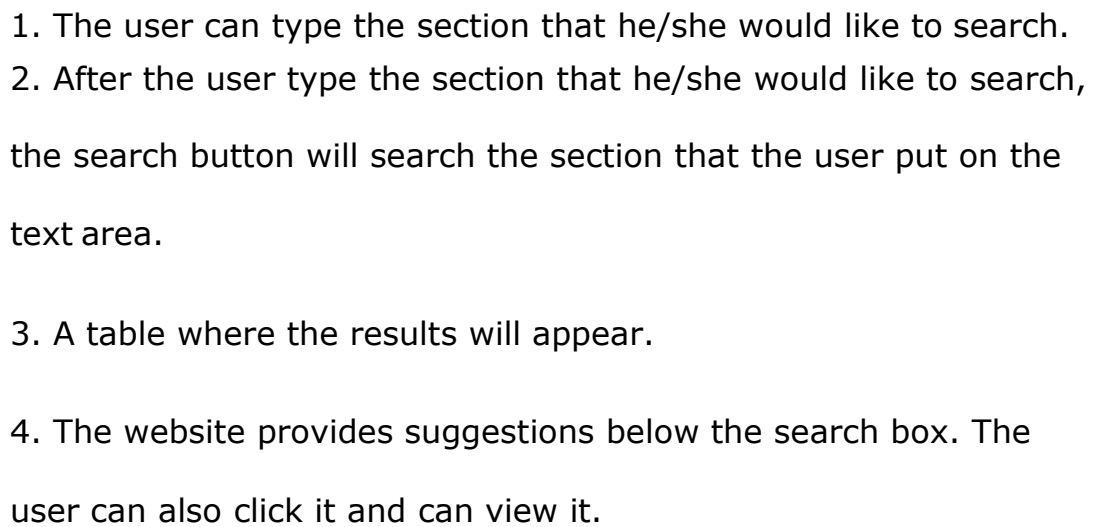 1. The user can type the section that he/she would like to search.
2. After the user type the section that he/she would like to search,
the search button will search the section that the user put on the
text area.
3. A table where the results will appear.
4. The website provides suggestions below the search box. The
user can also click it and can view it.